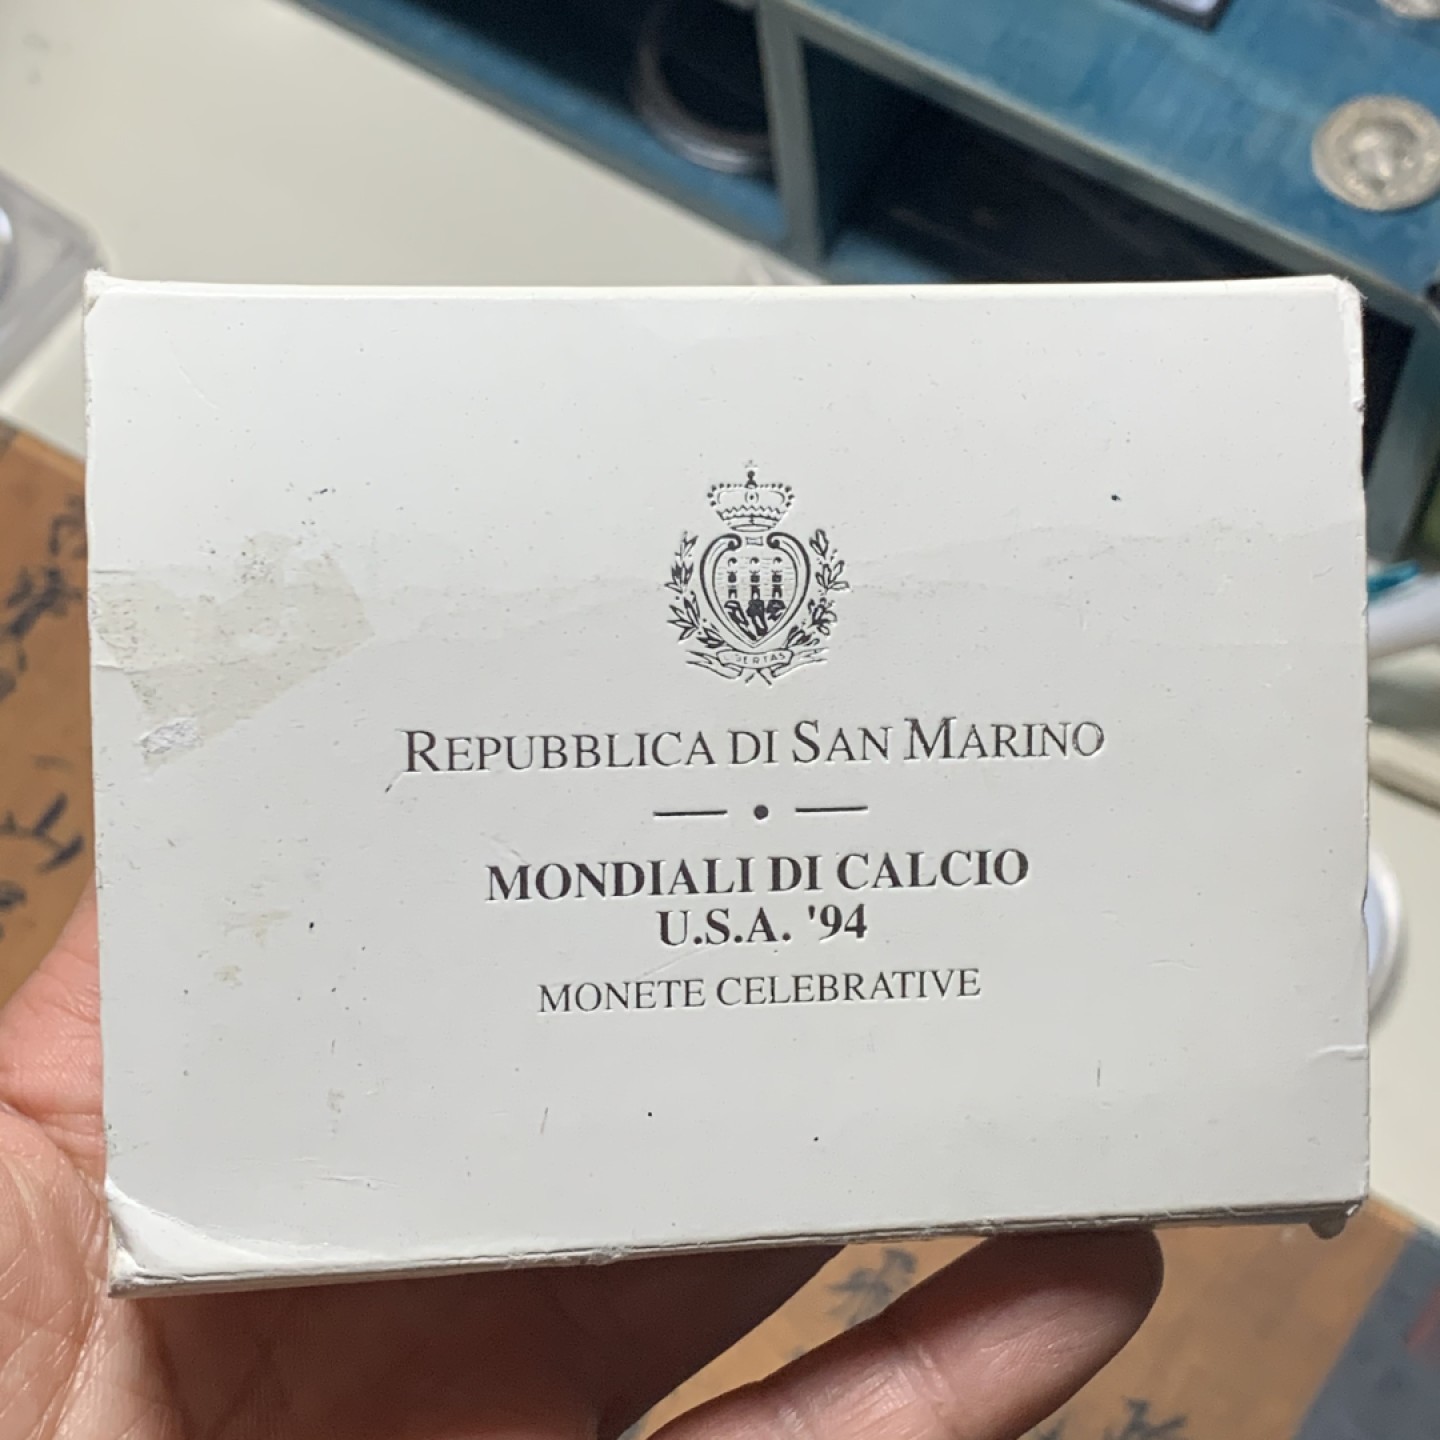 REPUBBLICA DI SAN MARINO
MONDIALI DI CALCIO
U.S.A. '94
MONETE CELEBRATIVE